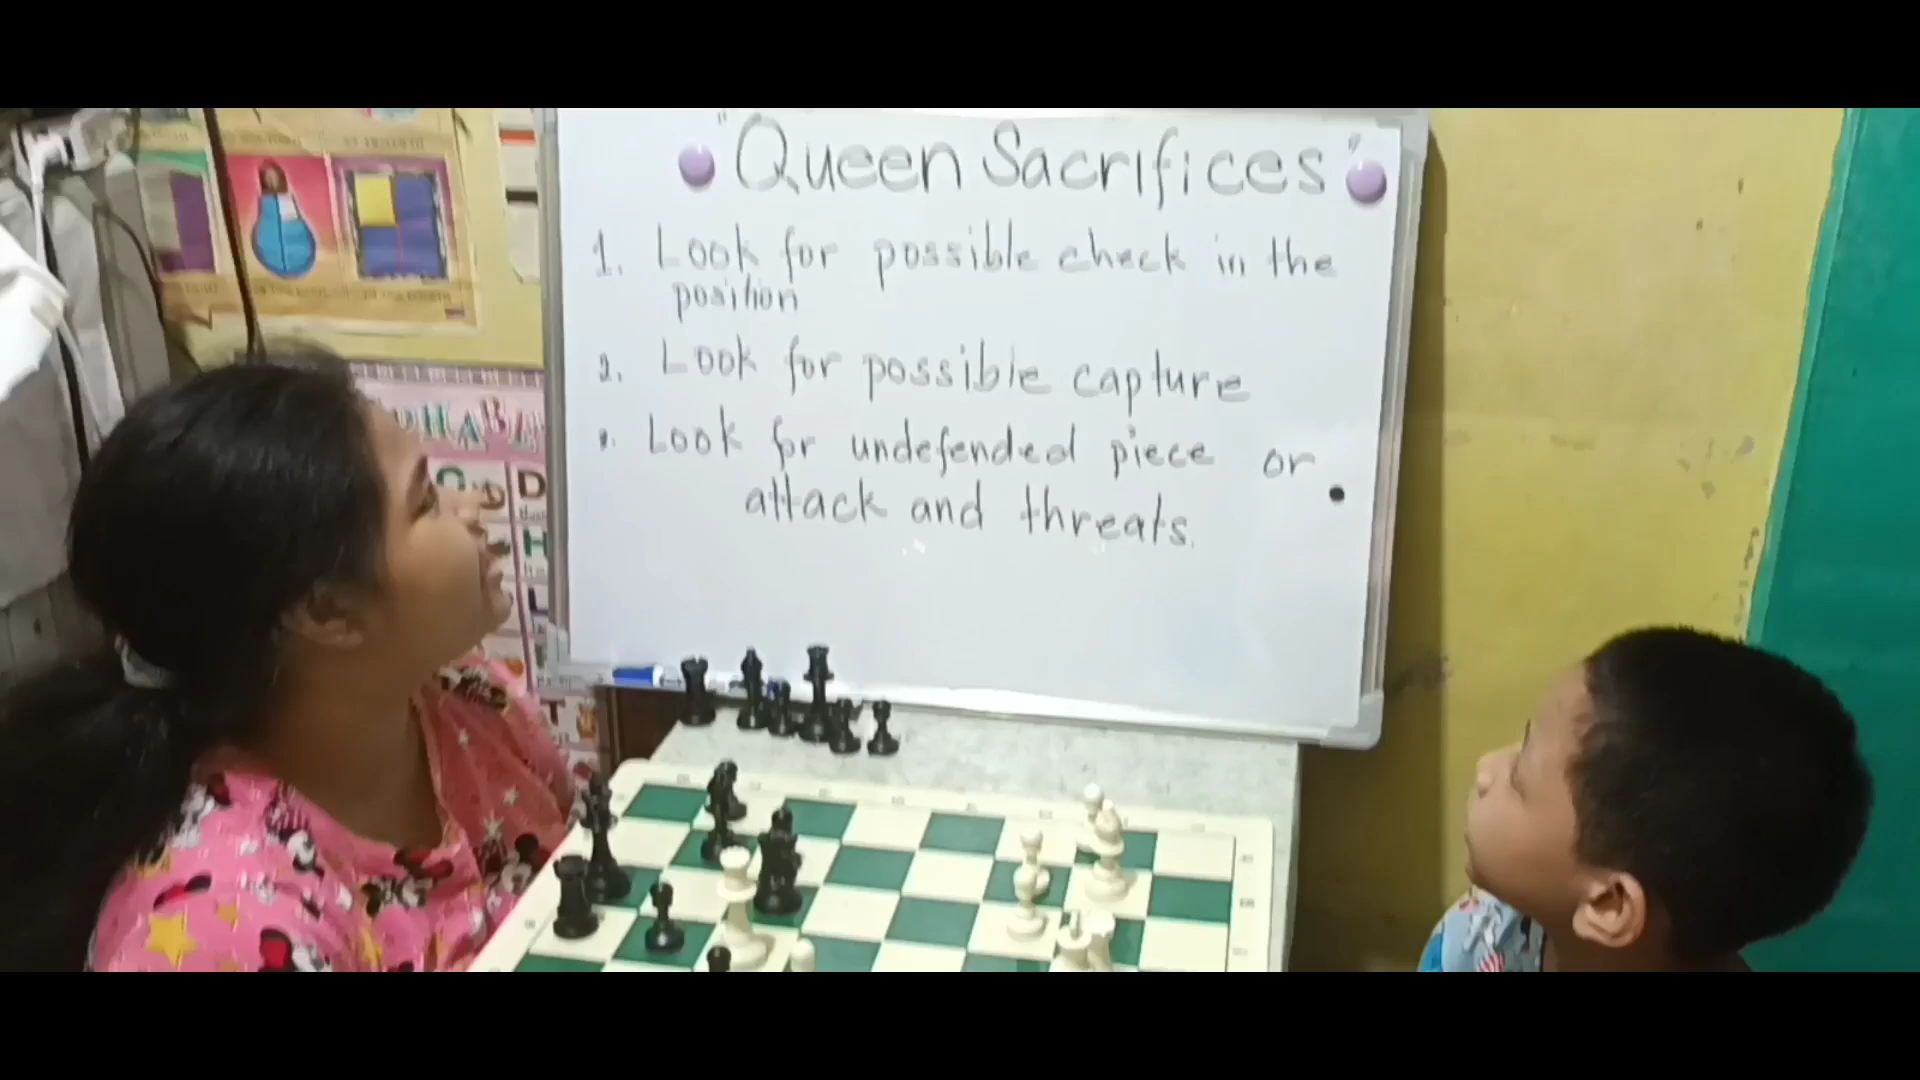 "Queen Sacrifices"
1. Look for possible check in the
position
2. Look for possible capture
3. Look for undefended piece or
attack and threats.
D
H
L
T